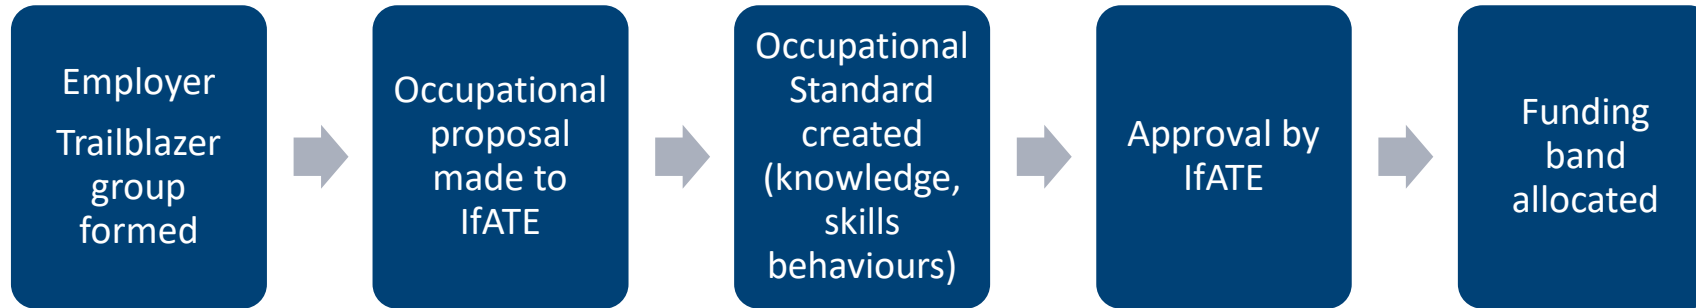 Employer
Trailblazer
group
formed
Occupational
proposal
made to
IfATE
Occupational
Standard
created
(knowledge,
skills
behaviours)
Approval by
IfATE
Funding
band
allocated